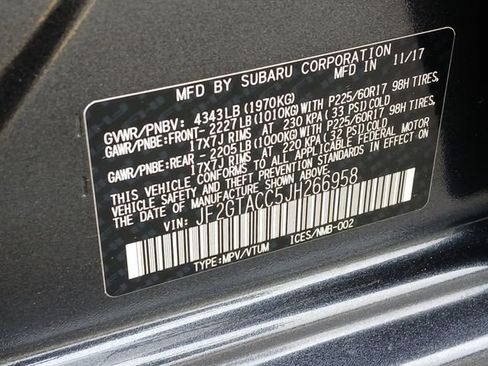 MFD BY SUBARU CORPORATION
MFD.IN 11/17
GVWR/PNBV: 4343LB (1970KG)
GAWR/PNBE:FRONT- 2227LB(1010KG)WITH P225/60R17 98H TIRES,
17x7J RIMS AT 230 KPA (33 PSI) COLD
GAWR/PNBE:REAR - 2205LB(1000KG)WITH P225/60R17 98H TIRES,
17x7J RIMS AT 220 KPA (32 PSI) COLD
THIS VEHICLE CONFORMS TO ALL APPLICABLE FEDERAL MOTOR
VEHICLE SAFETY STANDARDS IN EFFECT ON
THE DATE OF MANUFACTURE SHOWN ABOVE.
VIN: JF2GTACC5JH266958
TYPE:MPV/VTUM ICES/NMB-002